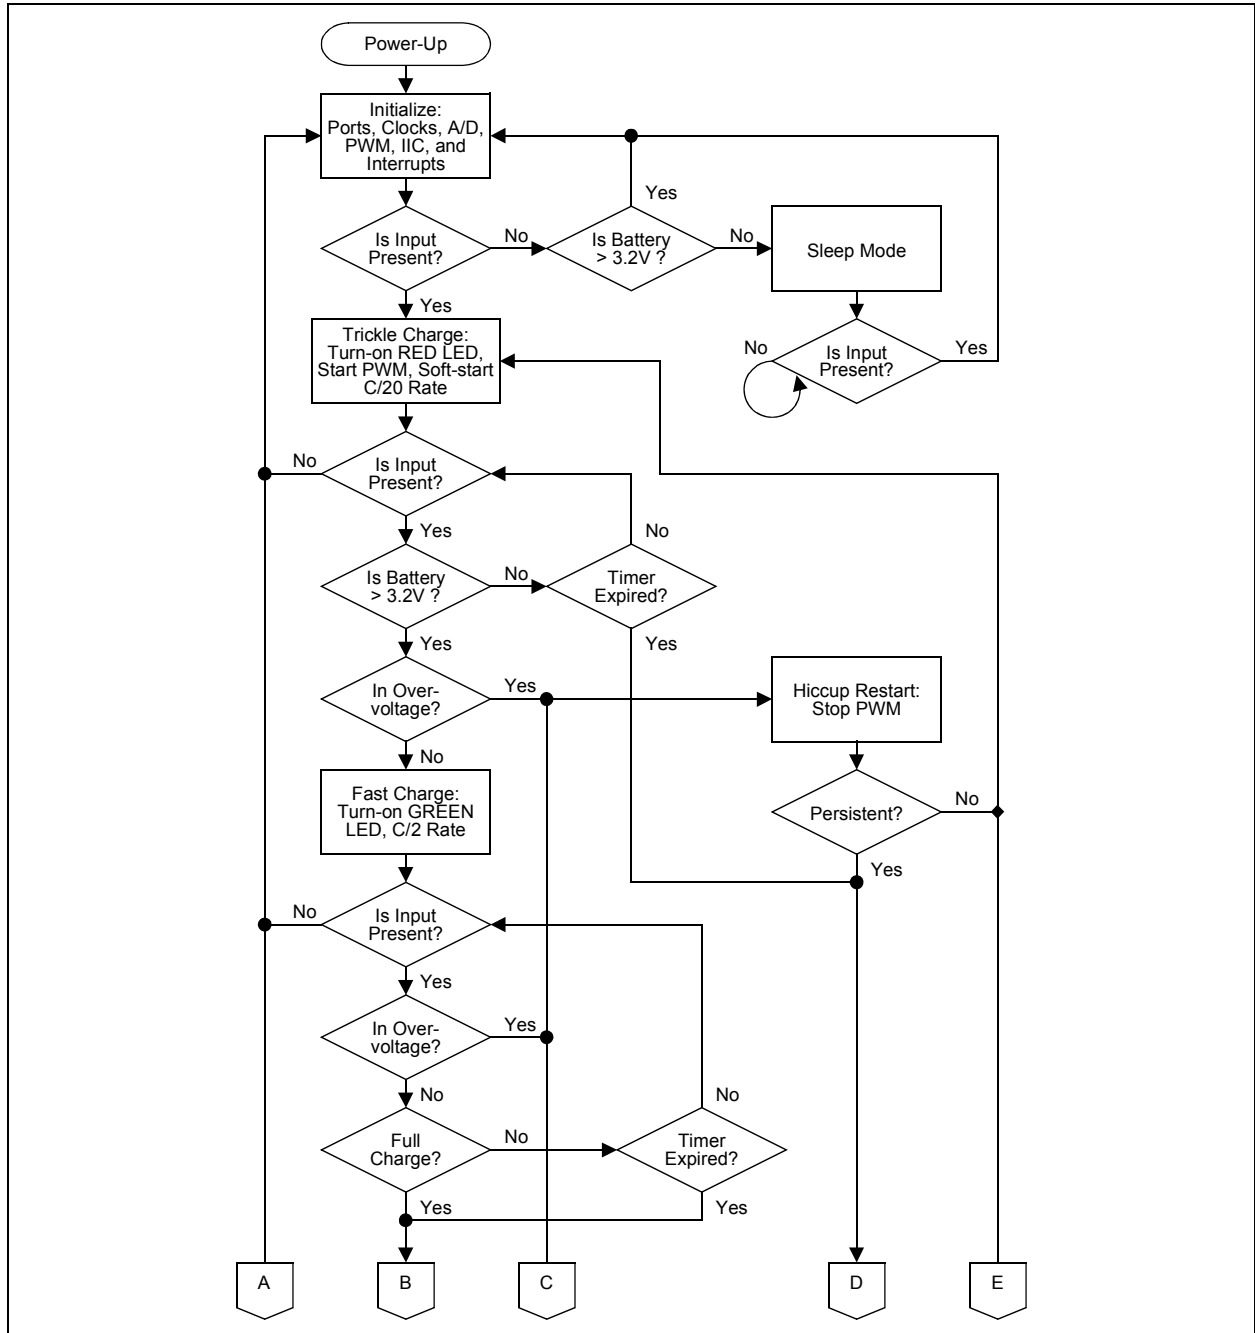 Power-Up
Initialize:
Ports, Clocks, A/D,
PWM, IIC, and
Interrupts
Yes
Is Input
Present?
No
Is Battery
> 3.2V ?
No
Sleep Mode
Yes
Trickle Charge:
Turn-on RED LED,
Start PWM, Soft-start
C/20 Rate
No
Is Input
Present?
Yes
No
Is Input
Present?
Yes
No
Is Battery
> 3.2V ?
No
Timer
Expired?
Yes
Yes
In Over-
voltage?
Yes
Hiccup Restart:
Stop PWM
No
Fast Charge:
Turn-on GREEN
LED, C/2 Rate
Persistent?
No
Yes
No
Is Input
Present?
Yes
In Over-
voltage?
Yes
No
No
Full
Charge?
No
Timer
Expired?
Yes
Yes
A
B
C
D
E